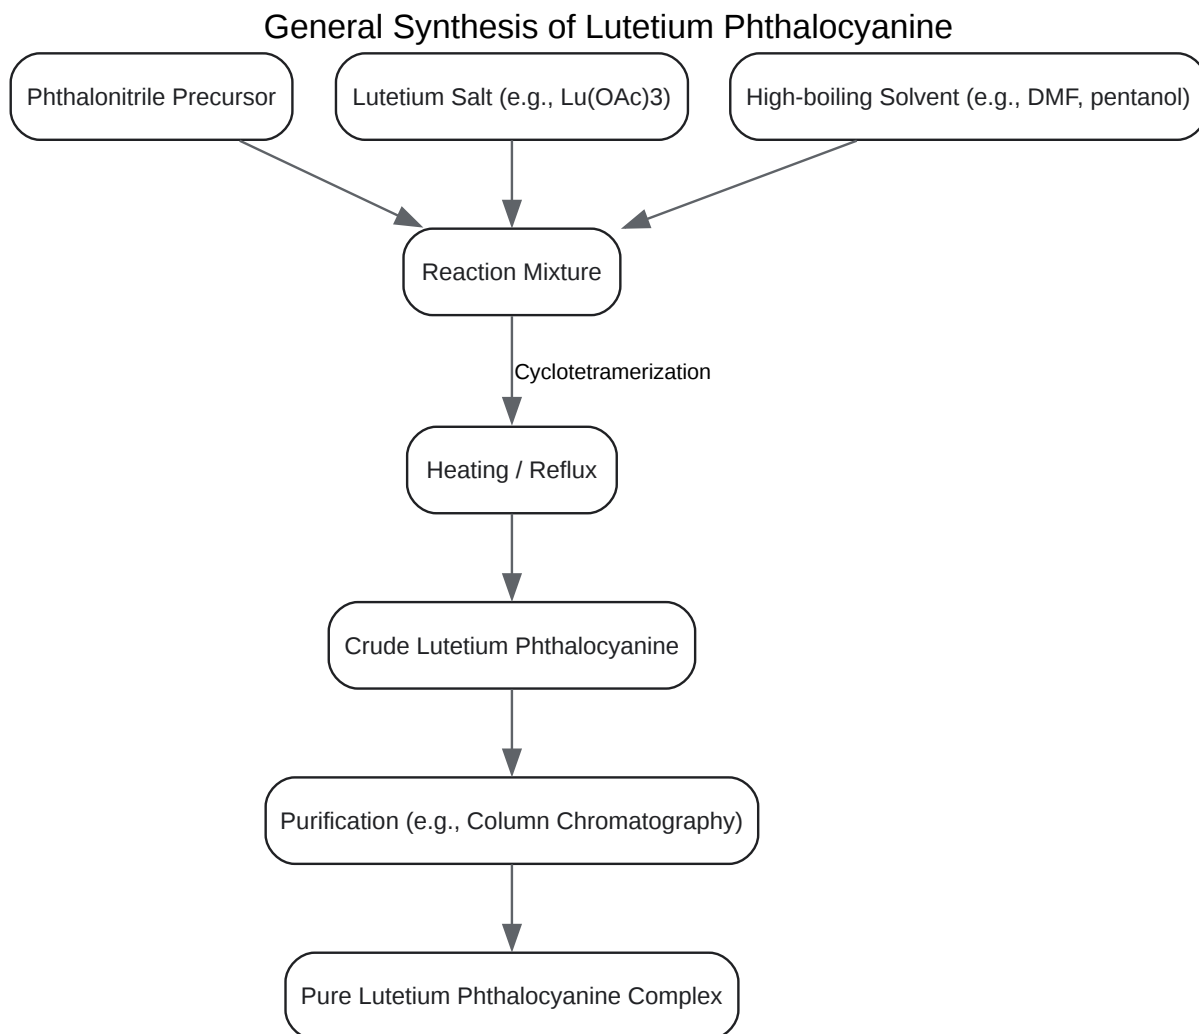 General Synthesis of Lutetium Phthalocyanine
Phthalonitrile Precursor
Lutetium Salt (e.g., Lu(OAc)3)
High-boiling Solvent (e.g., DMF, pentanol)
Reaction Mixture
Cyclotetramerization
Heating / Reflux
Crude Lutetium Phthalocyanine
Purification (e.g., Column Chromatography)
Pure Lutetium Phthalocyanine Complex